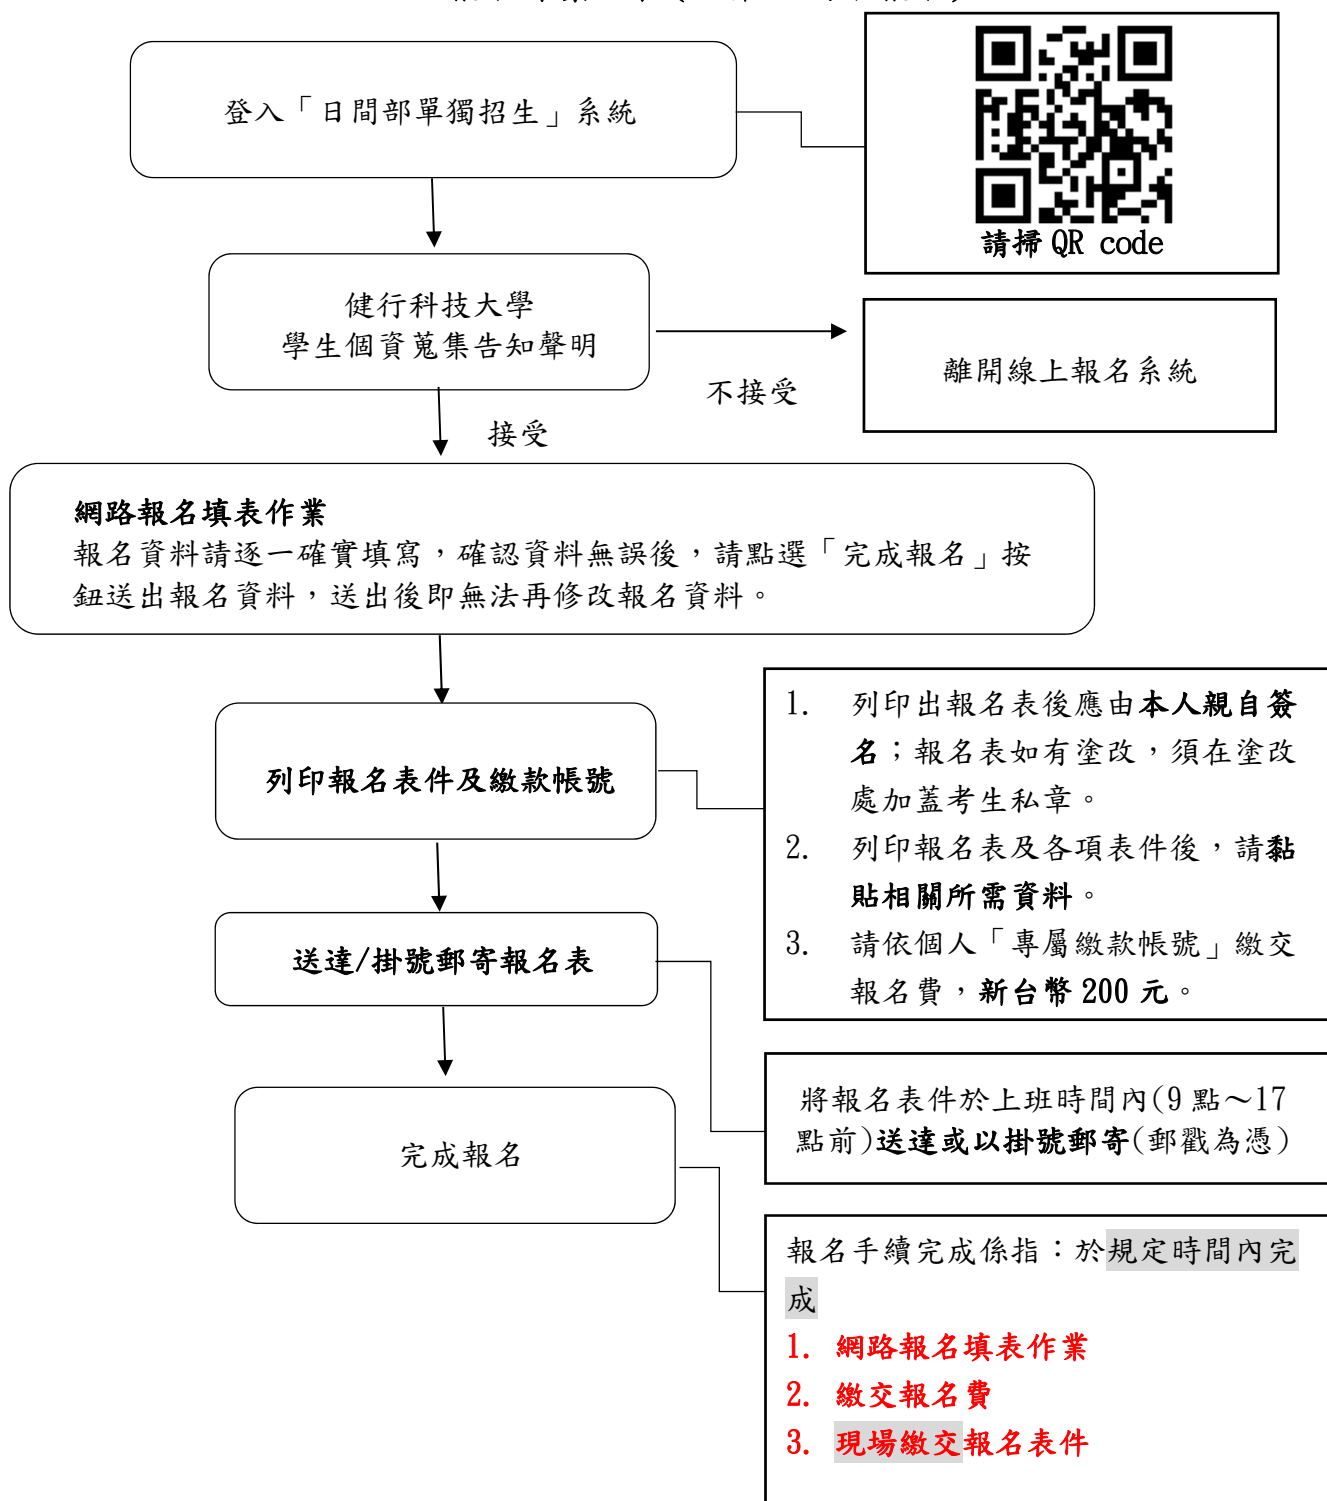 登入「日間部單獨招生」系統
請掃 QR code
健行科技大學
學生個資蒐集告知聲明
不接受
離開線上報名系統
接受
網路報名填表作業
報名資料請逐一確實填寫，確認資料無誤後，請點選「完成報名」按
鈕送出報名資料，送出後即無法再修改報名資料。
列印報名表件及繳款帳號
1. 列印出報名表後應由本人親自簽
名；報名表如有塗改，須在塗改
處加蓋考生私章。
2. 列印報名表及各項表件後，請黏
貼相關所需資料。
3. 請依個人「專屬繳款帳號」繳交
報名費，新台幣 200 元。
送達/掛號郵寄報名表
將報名表件於上班時間內(9 點～17
點前)送達或以掛號郵寄(郵戳為憑)
完成報名
報名手續完成係指：於規定時間內完
成
1. 網路報名填表作業
2. 繳交報名費
3. 現場繳交報名表件